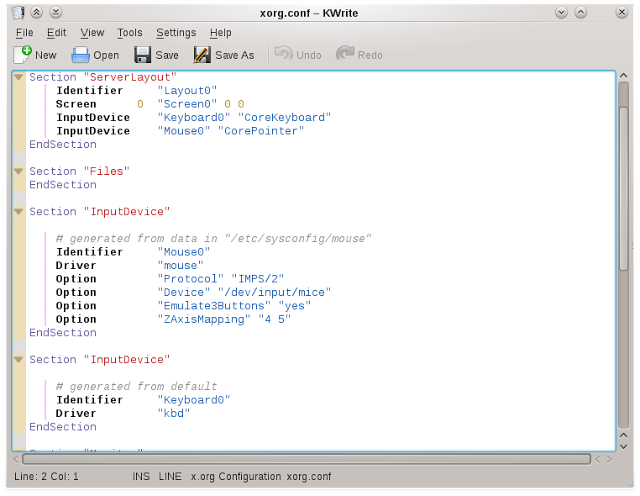 xorg.conf – KWrite
File Edit View Tools Settings Help
New Open Save Save As Undo Redo
Section "ServerLayout"
    Identifier     "Layout0"
    Screen      0  "Screen0" 0 0
    InputDevice    "Keyboard0" "CoreKeyboard"
    InputDevice    "Mouse0" "CorePointer"
EndSection
Section "Files"
EndSection
Section "InputDevice"
    # generated from data in "/etc/sysconfig/mouse"
    Identifier     "Mouse0"
    Driver         "mouse"
    Option         "Protocol" "IMPS/2"
    Option         "Device" "/dev/input/mice"
    Option         "Emulate3Buttons" "yes"
    Option         "ZAxisMapping" "4 5"
EndSection
Section "InputDevice"
    # generated from default
    Identifier     "Keyboard0"
    Driver         "kbd"
EndSection
Line: 2 Col: 1 INS LINE x.org Configuration xorg.conf